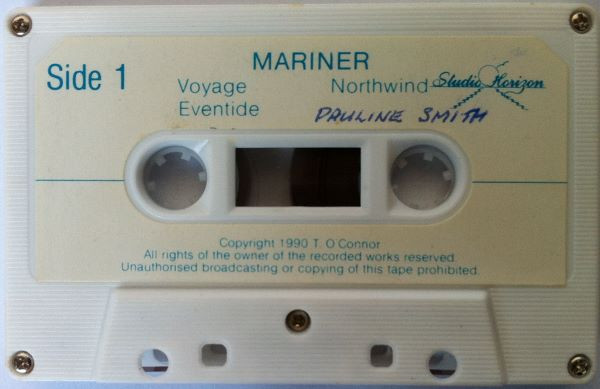 MARINER
Side 1
Voyage Northwind Studio Horizon
Eventide PAULINE SMITH
Copyright 1990 T. O Connor
All rights of the owner of the recorded works reserved
Unauthorised broadcasting or copying of this tape prohibited